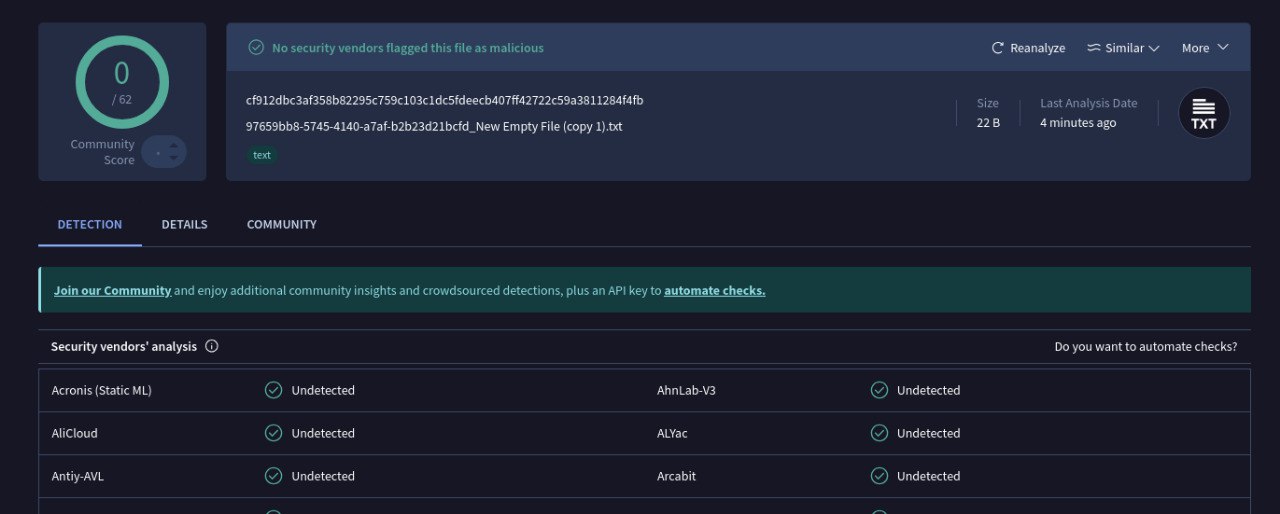 0
/ 62
Community
Score
No security vendors flagged this file as malicious
Reanalyze
Similar
More
cf912dbc3af358b82295c759c103c1dc5fdeecb407ff42722c59a3811284f4fb
97659bb8-5745-4140-a7af-b2b23d21bcfd_New Empty File (copy 1).txt
text
Size
22 B
Last Analysis Date
4 minutes ago
TXT
DETECTION
DETAILS
COMMUNITY
Join our Community and enjoy additional community insights and crowdsourced detections, plus an API key to automate checks.
Security vendors' analysis
Do you want to automate checks?
Acronis (Static ML)
Undetected
AhnLab-V3
Undetected
AliCloud
Undetected
ALYac
Undetected
Antiy-AVL
Undetected
Arcabit
Undetected